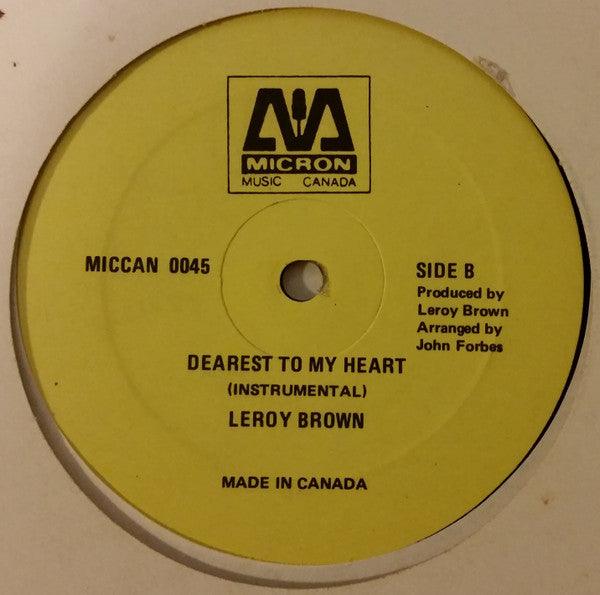 MICRON
MUSIC CANADA
MICCAN 0045
SIDE B
Produced by
Leroy Brown
Arranged by
John Forbes
DEAREST TO MY HEART
(INSTRUMENTAL)
LEROY BROWN
MADE IN CANADA